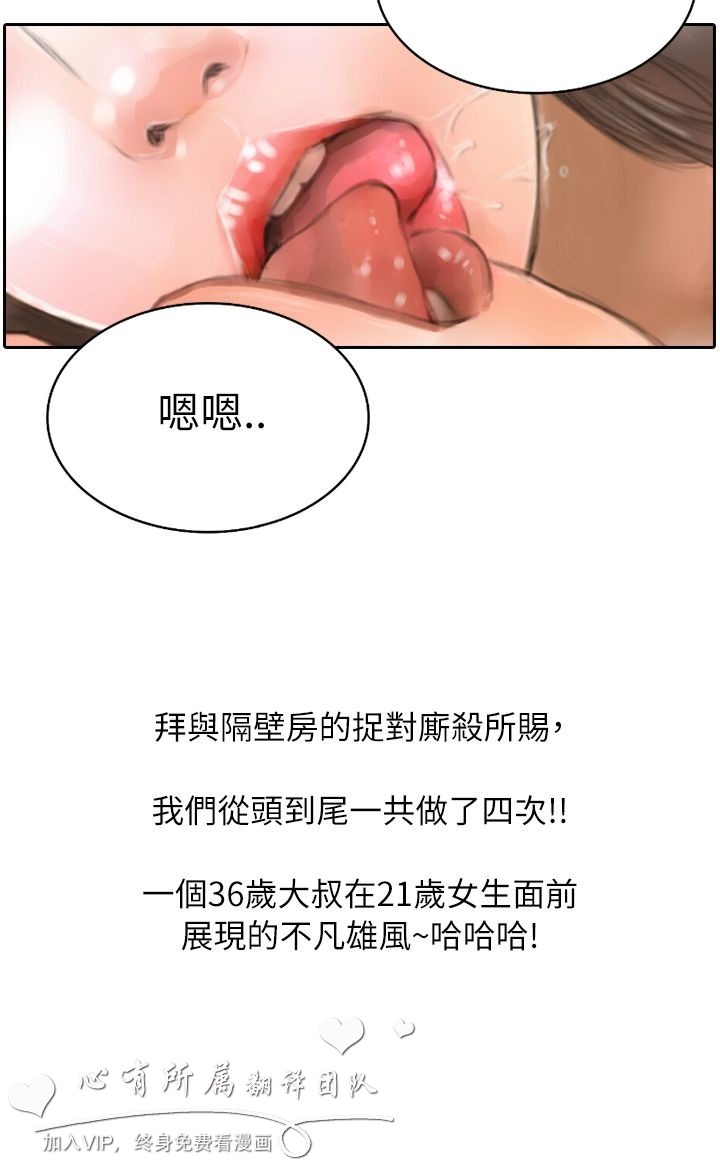 嗯嗯..
拜與隔壁房的捉對廝殺所賜，
我們從頭到尾一共做了四次!!
一個36歲大叔在21歲女生面前
展現的不凡雄風~哈哈哈!
心有所属翻译团队
加入VIP，终身免费看漫画